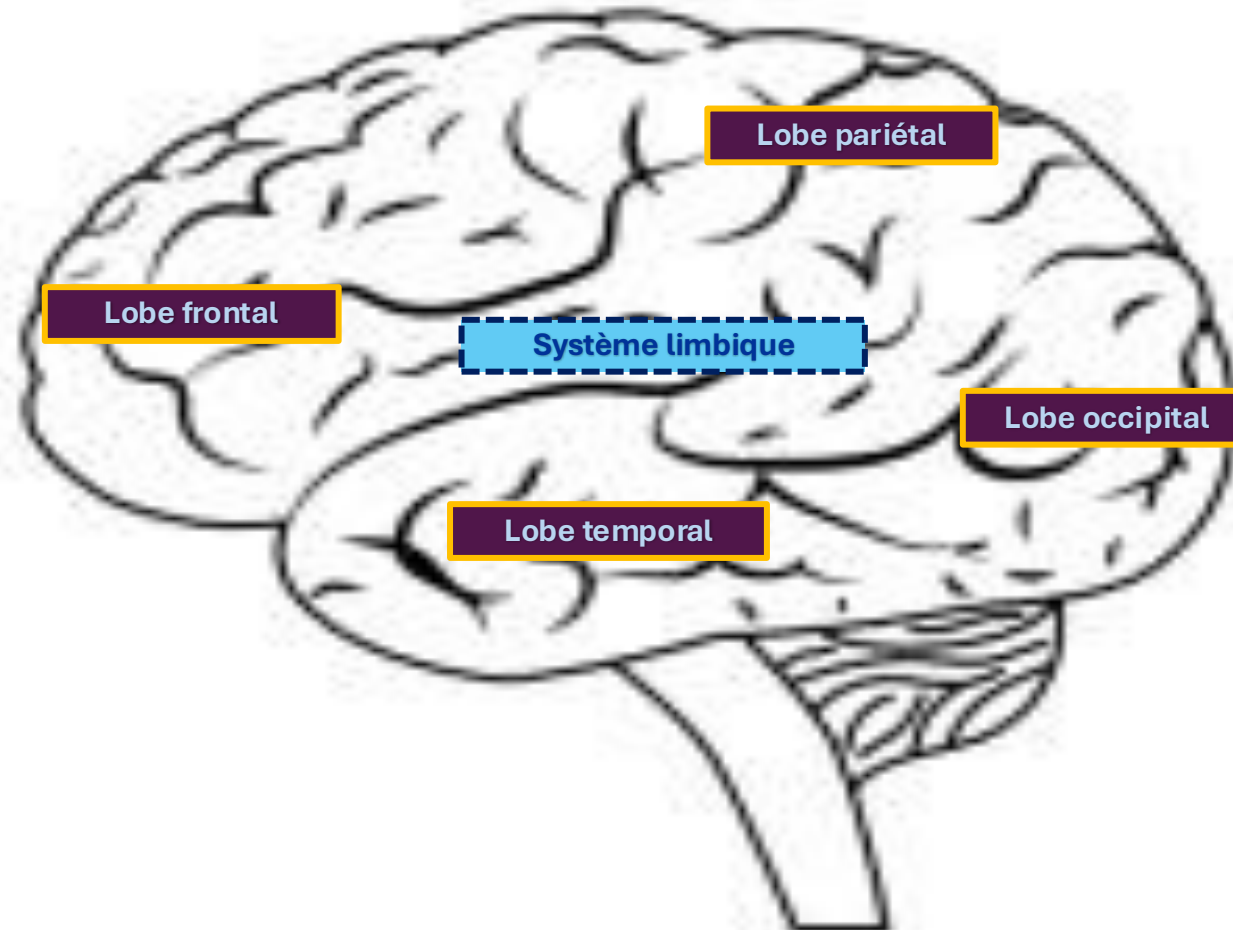 Lobe pariétal
Lobe frontal
Système limbique
Lobe occipital
Lobe temporal